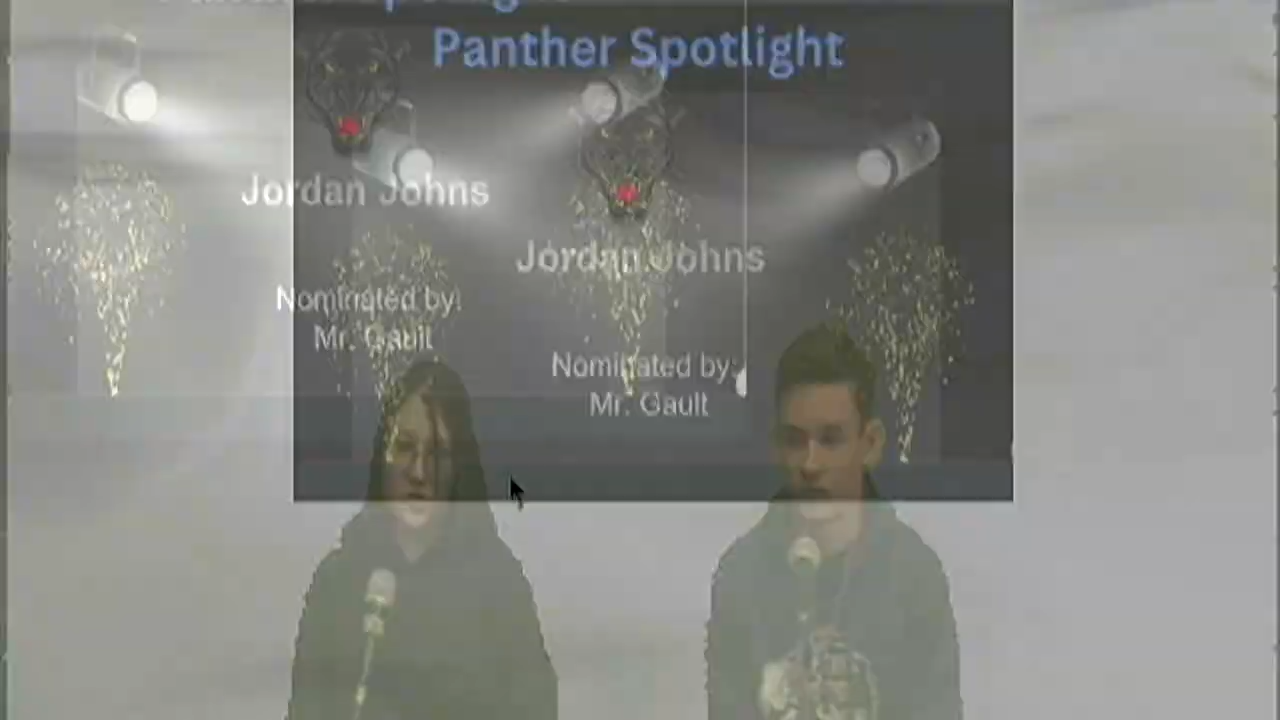 Panther Spotlight
Jordan Johns
Nominated by:
Mr. Gault
Jordan Johns
Nominated by:
Mr. Gault